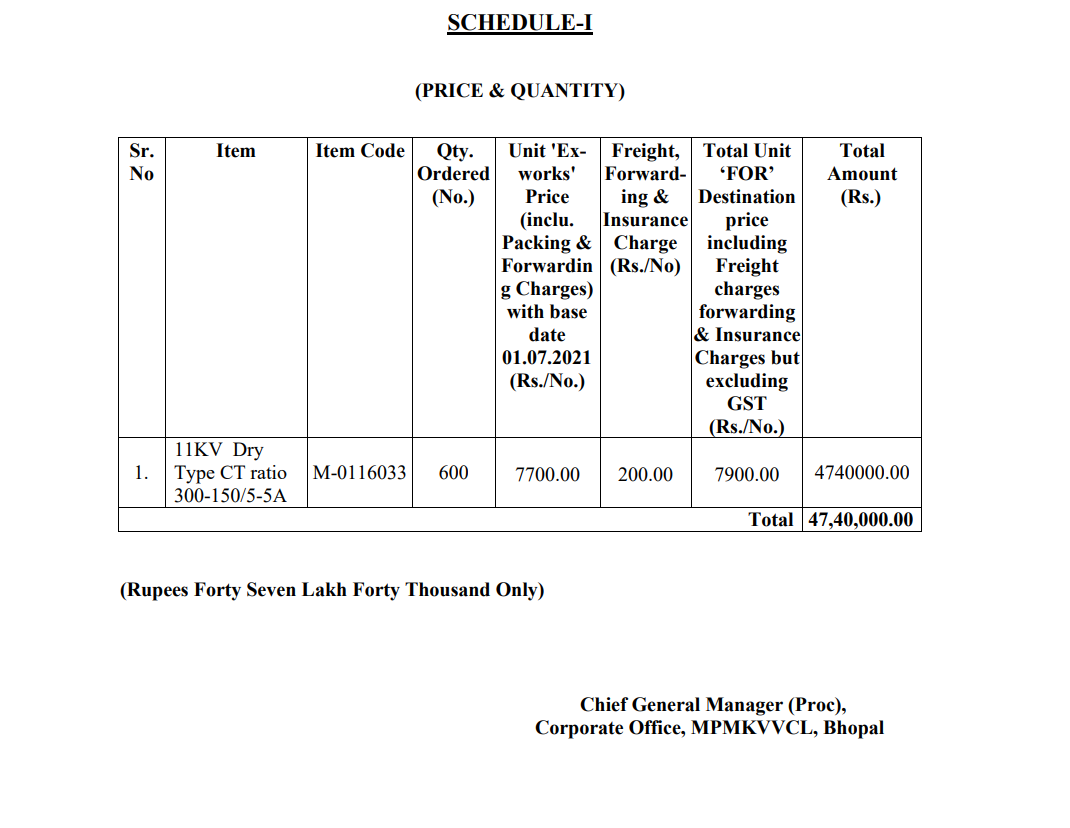 SCHEDULE-I
(PRICE & QUANTITY)
Sr. No
Item
Item Code
Qty. Ordered (No.)
Unit 'Ex-
works'
Price
(inclu.
Packing &
Forwardin
g Charges)
with base
date
01.07.2021
(Rs./No.)
Freight,
Forward-
ing &
Insurance
Charge
(Rs./No)
Total Unit
‘FOR’
Destination
price
including
Freight
charges
forwarding
& Insurance
Charges but
excluding
GST
(Rs./No.)
Total
Amount
(Rs.)
1.
11KV Dry
Type CT ratio
300-150/5-5A
M-0116033
600
7700.00
200.00
7900.00
4740000.00
Total 47,40,000.00
(Rupees Forty Seven Lakh Forty Thousand Only)
Chief General Manager (Proc),
Corporate Office, MPMKVVCL, Bhopal